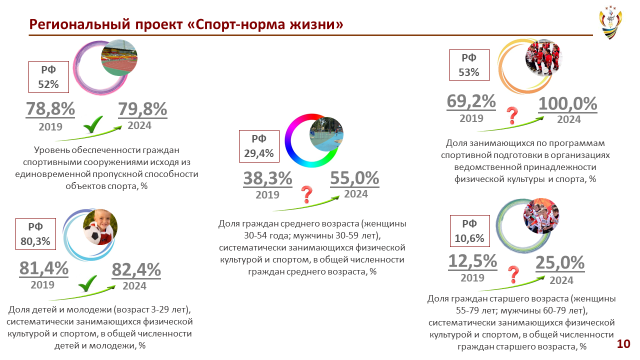 Региональный проект «Спорт-норма жизни»
РФ
52%
78,8%
2019
79,8%
2024
Уровень обеспеченности граждан
спортивными сооружениями исходя из
единовременной пропускной способности
объектов спорта, %
РФ
80,3%
81,4%
2019
82,4%
2024
Доля детей и молодежи (возраст 3-29 лет),
систематически занимающихся физической
культурой и спортом, в общей численности
детей и молодежи, %
РФ
29,4%
38,3%
2019
?
55,0%
2024
Доля граждан среднего возраста (женщины
30-54 года; мужчины 30-59 лет),
систематически занимающихся физической
культурой и спортом, в общей численности
граждан среднего возраста, %
РФ
53%
69,2%
2019
?
100,0%
2024
Доля занимающихся по программам
спортивной подготовки в организациях
ведомственной принадлежности
физической культуры и спорта, %
РФ
10,6%
12,5%
2019
?
25,0%
2024
Доля граждан старшего возраста (женщины
55-79 лет; мужчины 60-79 лет),
систематически занимающихся физической
культурой и спортом, в общей численности
граждан старшего возраста, %
10